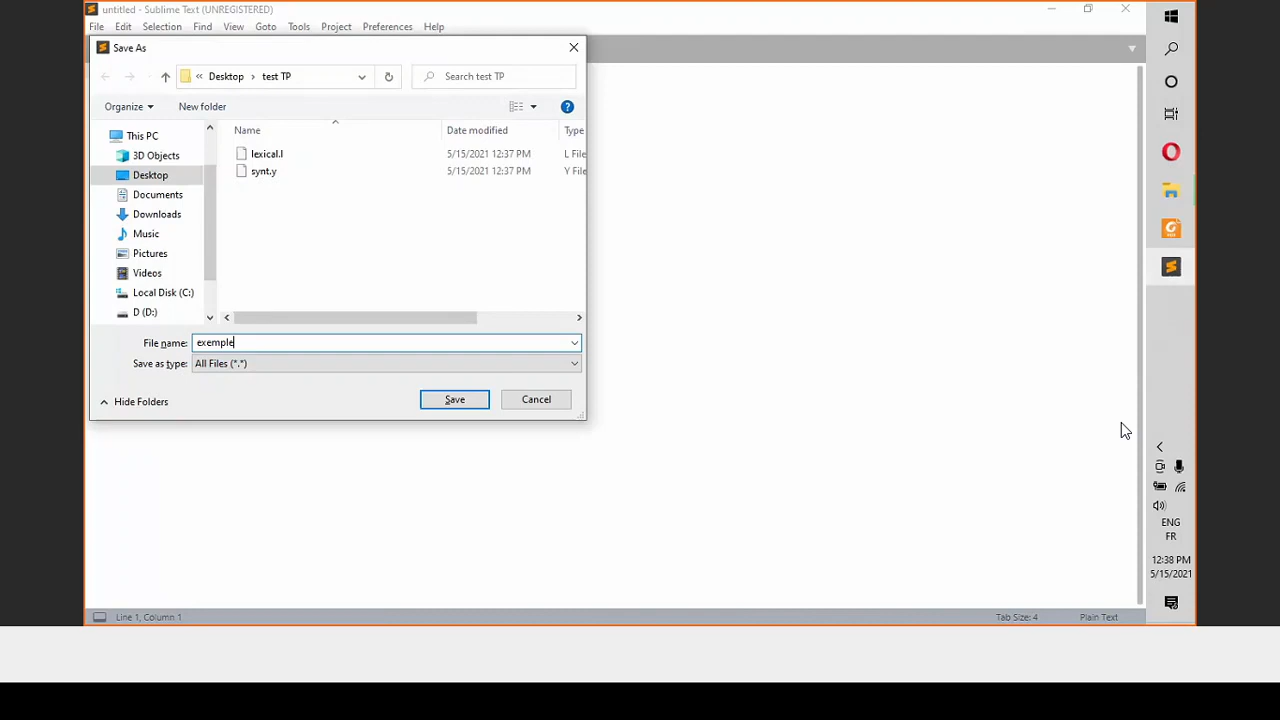 untitled - Sublime Text (UNREGISTERED)
File Edit Selection Find View Goto Tools Project Preferences Help
Save As
« Desktop › test TP
Search test TP
Organize New folder
Name Date modified Type
This PC
3D Objects
Desktop
Documents
Downloads
Music
Pictures
Videos
Local Disk (C:)
D (D:)
lexical.l 5/15/2021 12:37 PM L File
synt.y 5/15/2021 12:37 PM Y File
File name: exemple
Save as type: All Files (*.*)
Hide Folders
Save Cancel
ENG
FR
12:38 PM
5/15/2021
Line 1, Column 1 Tab Size: 4 Plain Text